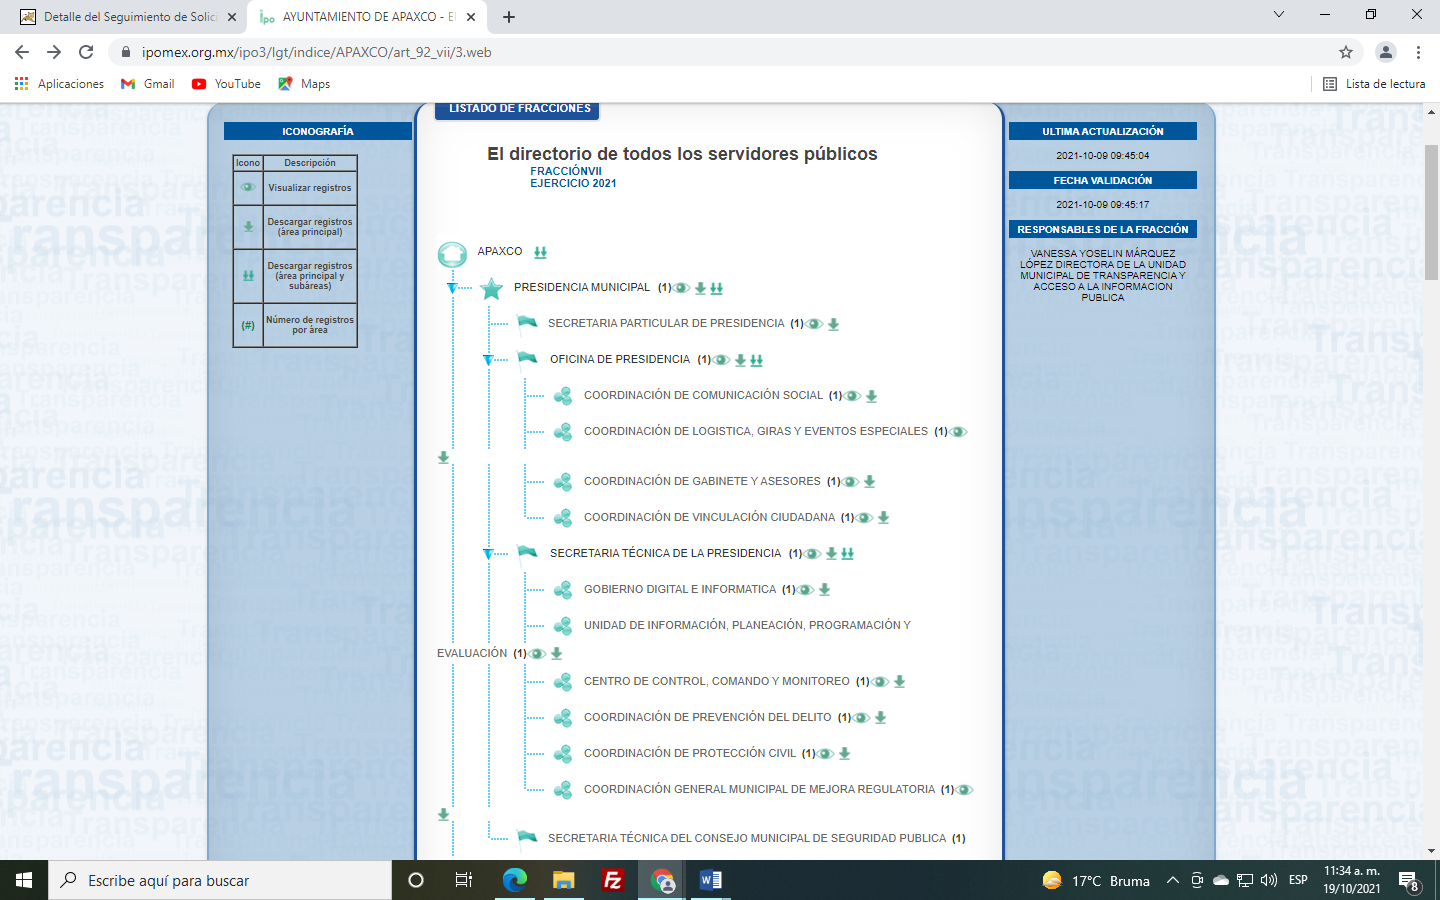 Detalle del Seguimiento de Solici
AYUNTAMIENTO DE APAXCO - El
ipomex.org.mx/ipo3/lgt/indice/APAXCO/art_92_vii/3.web
Aplicaciones
Gmail
YouTube
Maps
Lista de lectura
ICONOGRAFÍA
Icono Descripción
Visualizar registros
Descargar registros
(área principal)
Descargar registros
(área principal y
subáreas)
(#) Número de registros
por área
LISTADO DE FRACCIONES
El directorio de todos los servidores públicos
FRACCIÓNVII
EJERCICIO 2021
APAXCO
PRESIDENCIA MUNICIPAL (1)
SECRETARIA PARTICULAR DE PRESIDENCIA (1)
OFICINA DE PRESIDENCIA (1)
COORDINACIÓN DE COMUNICACIÓN SOCIAL (1)
COORDINACIÓN DE LOGISTICA, GIRAS Y EVENTOS ESPECIALES (1)
COORDINACIÓN DE GABINETE Y ASESORES (1)
COORDINACIÓN DE VINCULACIÓN CIUDADANA (1)
SECRETARIA TÉCNICA DE LA PRESIDENCIA (1)
GOBIERNO DIGITAL E INFORMATICA (1)
UNIDAD DE INFORMACIÓN, PLANEACIÓN, PROGRAMACIÓN Y
EVALUACIÓN (1)
CENTRO DE CONTROL, COMANDO Y MONITOREO (1)
COORDINACIÓN DE PREVENCIÓN DEL DELITO (1)
COORDINACIÓN DE PROTECCIÓN CIVIL (1)
COORDINACIÓN GENERAL MUNICIPAL DE MEJORA REGULATORIA (1)
SECRETARIA TÉCNICA DEL CONSEJO MUNICIPAL DE SEGURIDAD PUBLICA (1)
ULTIMA ACTUALIZACIÓN
2021-10-09 09:45:04
FECHA VALIDACIÓN
2021-10-09 09:45:17
RESPONSABLES DE LA FRACCIÓN
VANESSA YOSELIN MÁRQUEZ
LÓPEZ DIRECTORA DE LA UNIDAD
MUNICIPAL DE TRANSPARENCIA Y
ACCESO A LA INFORMACION
PUBLICA
Escribe aquí para buscar
17°C Bruma
ESP
11:34 a. m.
19/10/2021
8